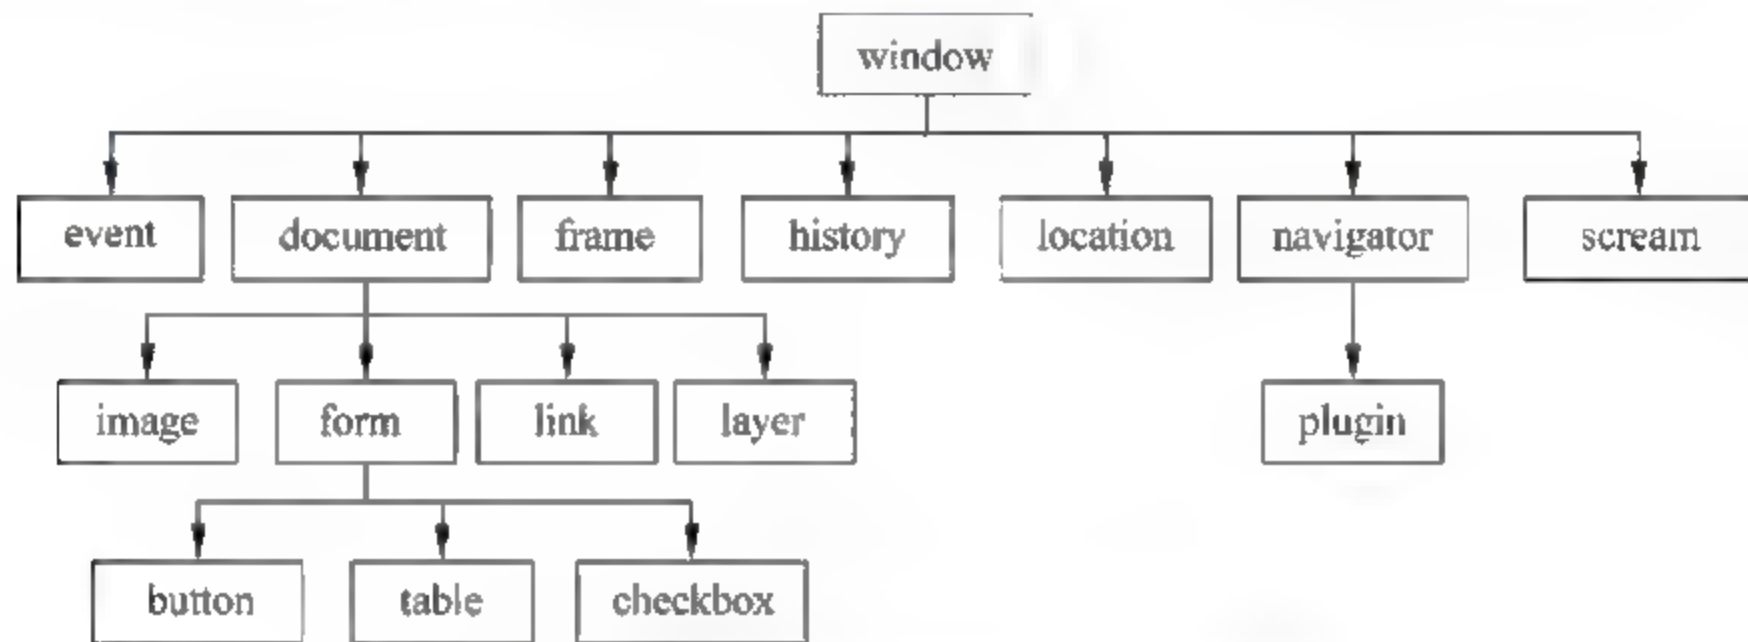 window
event document frame history location navigator scream
image form link layer plugin
button table checkbox